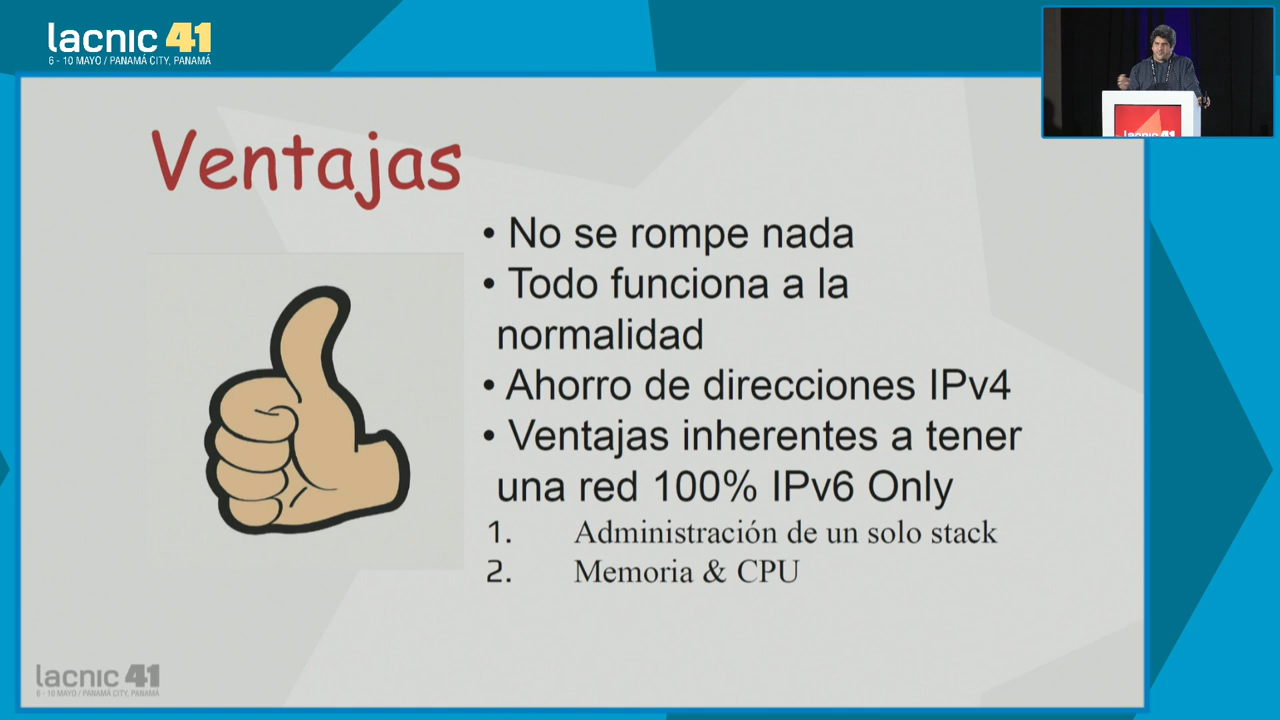 lacnic 41
6 - 10 MAYO / PANAMÁ CITY, PANAMÁ
lacnic 41
Ventajas
• No se rompe nada
• Todo funciona a la
normalidad
• Ahorro de direcciones IPv4
• Ventajas inherentes a tener
una red 100% IPv6 Only
1. Administración de un solo stack
2. Memoria & CPU
lacnic 41
6 - 10 MAYO / PANAMÁ CITY, PANAMÁ